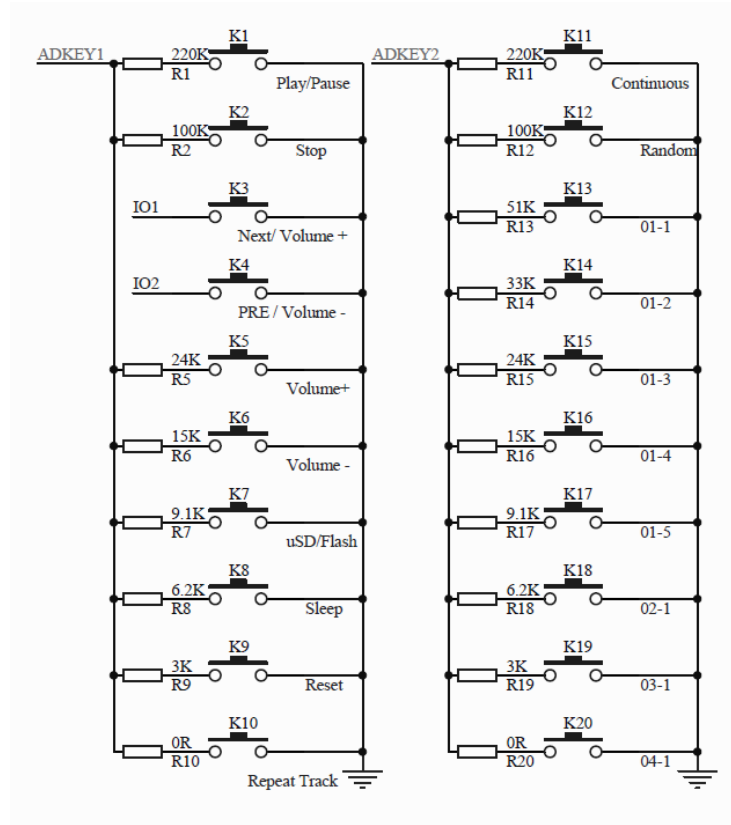 ADKEY1
220K
K1
R1
Play/Pause
100K
K2
R2
Stop
IO1
K3
Next/ Volume +
IO2
K4
PRE / Volume -
24K
K5
R5
Volume+
15K
K6
R6
Volume -
9.1K
K7
R7
uSD/Flash
6.2K
K8
R8
Sleep
3K
K9
R9
Reset
0R
K10
R10
Repeat Track
ADKEY2
220K
K11
R11
Continuous
100K
K12
R12
Random
51K
K13
R13
01-1
33K
K14
R14
01-2
24K
K15
R15
01-3
15K
K16
R16
01-4
9.1K
K17
R17
01-5
6.2K
K18
R18
02-1
3K
K19
R19
03-1
0R
K20
R20
04-1